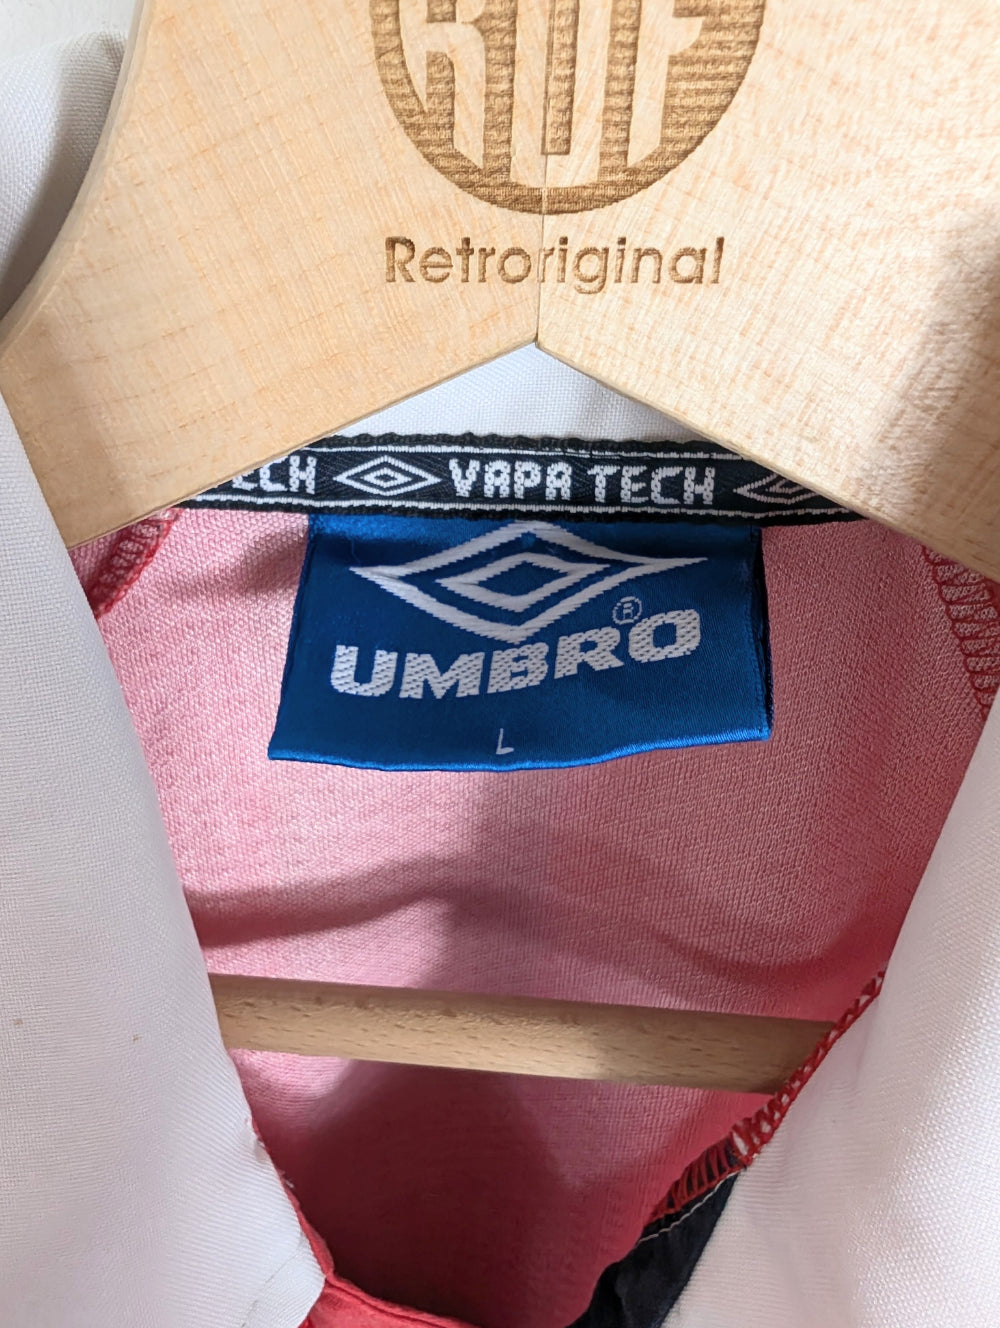 Retroriginal
ECH VAPA TECH
UMBRO®
L